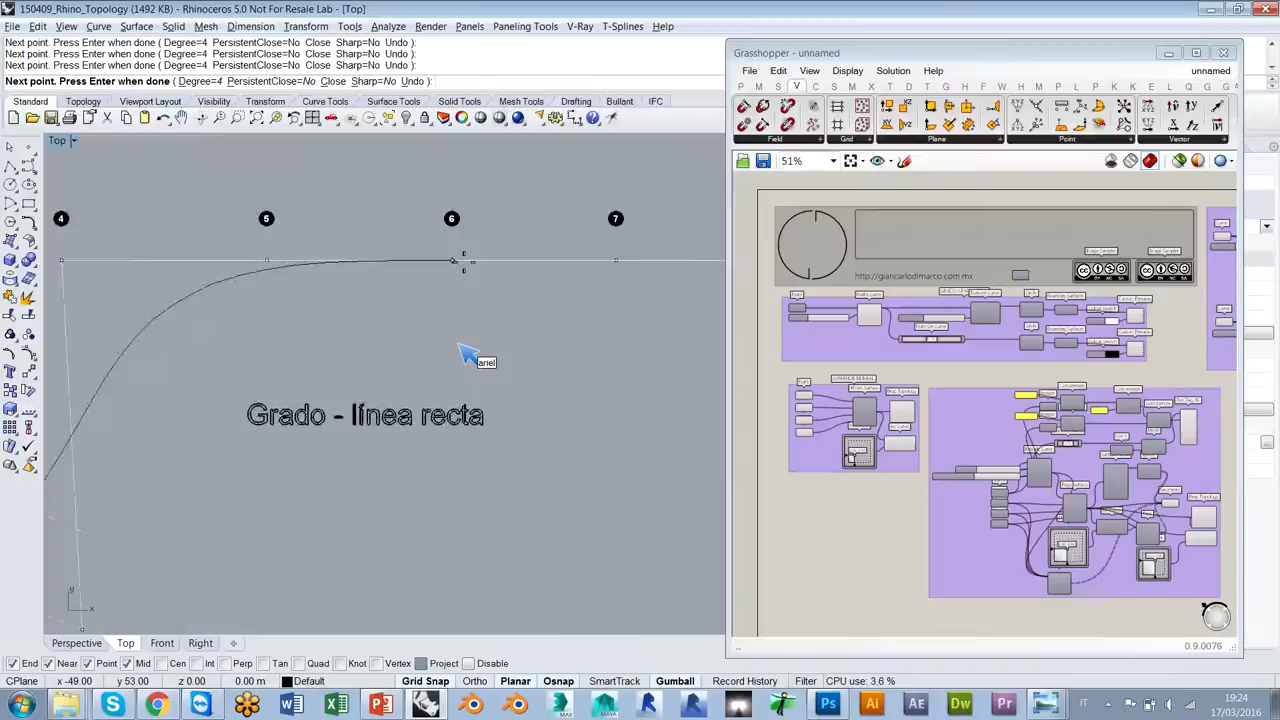 150409_Rhino_Topology (1492 KB) - Rhinoceros 5.0 Not For Resale Lab - [Top]
File Edit View Curve Surface Solid Mesh Dimension Transform Tools Analyze Render Panels Paneling Tools V-Ray T-Splines Help
Next point. Press Enter when done ( Degree=4 PersistentClose=No Close Sharp=No Undo ):
Next point. Press Enter when done ( Degree=4 PersistentClose=No Close Sharp=No Undo ):
Next point. Press Enter when done ( Degree=4 PersistentClose=No Close Sharp=No Undo ):
Next point. Press Enter when done ( Degree=4 PersistentClose=No Close Sharp=No Undo ):
Standard Topology Viewport Layout Visibility Transform Curve Tools Surface Tools Solid Tools Mesh Tools Drafting Bullant IFC
Top
4 5 6 7
ariel
Grado - línea recta
y
x
Grasshopper - unnamed
File Edit View Display Solution Help unnamed
P M S V C
Field Grid Plane Point Vector
51%
http://giancarlodimarco.com.mx
0.9.0076
Perspective Top Front Right
End Near Point Mid Cen Int Perp Tan Quad Knot Vertex Project Disable
CPlane x -49.00 y 53.00 z 0.00 0.00 m Default Grid Snap Ortho Planar Osnap SmartTrack Gumball Record History Filter CPU use: 3.6 %
IT
19:24
17/03/2016